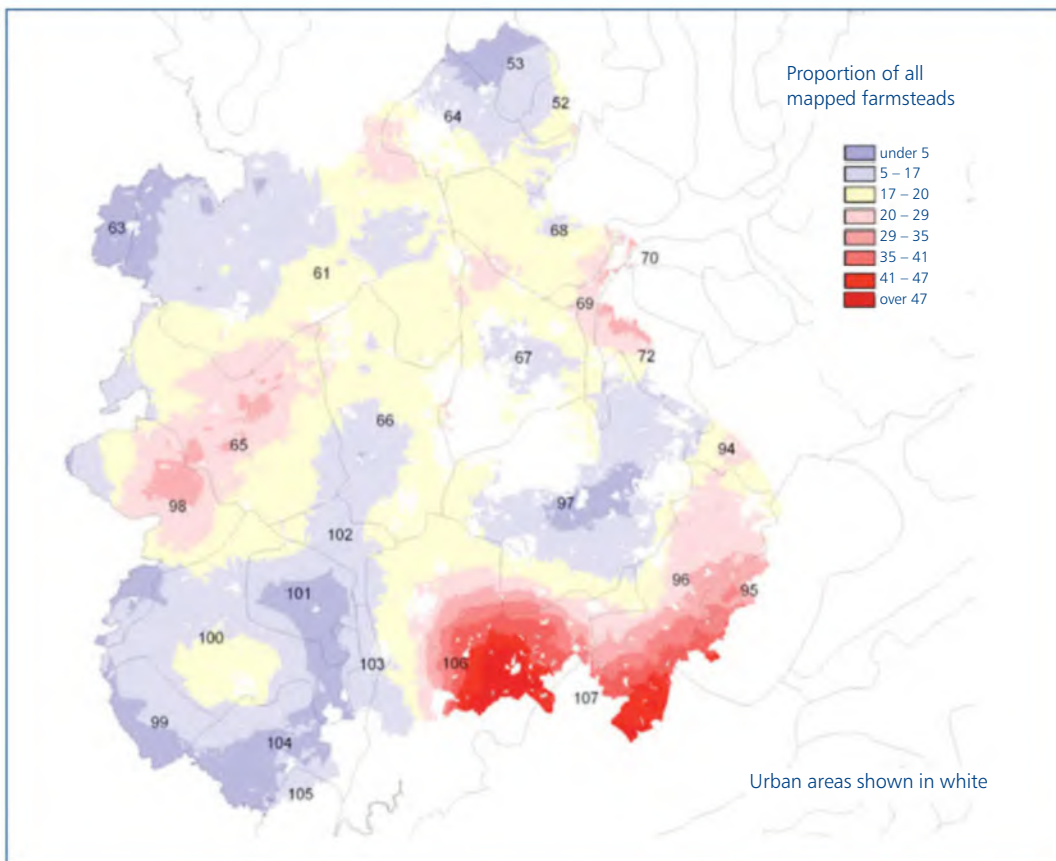 53
Proportion of all
mapped farmsteads
52
64
under 5
5 – 17
17 – 20
20 – 29
29 – 35
35 – 41
41 – 47
over 47
63
68
70
61
69
67
72
66
65
94
98
97
102
96
95
101
100
103
106
107
99
104
Urban areas shown in white
105